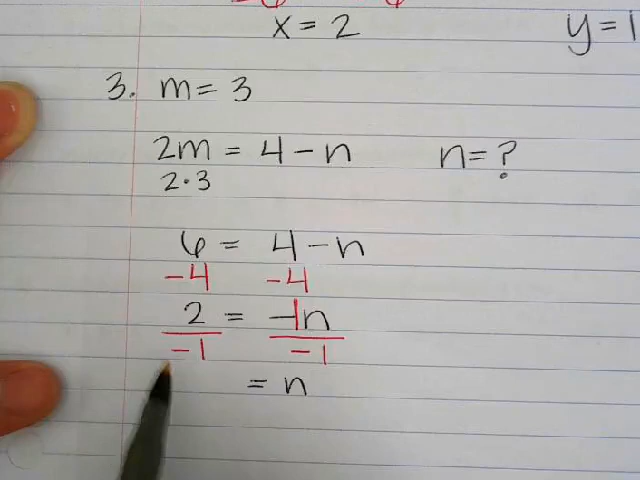 x = 2 y = 1
3. m = 3
2m = 4 - n n = ?
2 · 3
6 = 4 - n
-4 -4
2 = -1n
-1 -1
= n